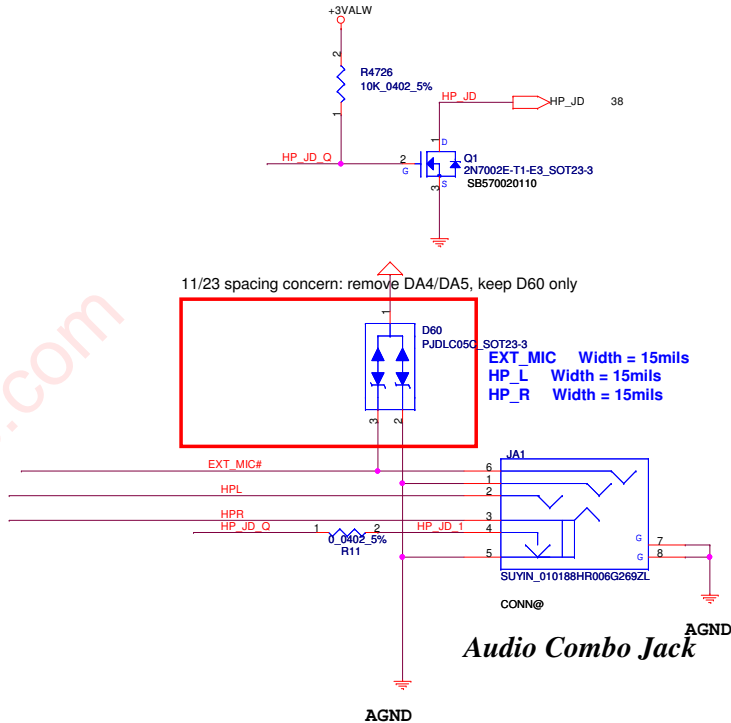 +3VALW
2
R4726
10K_0402_5%
1
HP_JD
HP_JD 38
1
D
HP_JD_Q
2
G
Q1
2N7002E-T1-E3_SOT23-3
SB570020110
S
3
11/23 spacing concern: remove DA4/DA5, keep D60 only
1
D60
PJDLC05C_SOT23-3
EXT_MIC Width = 15mils
HP_L Width = 15mils
HP_R Width = 15mils
3
2
JA1
EXT_MIC#
6
1
HPL
2
HPR
3
HP_JD_Q
1
2
HP_JD_1
4
0_0402_5%
R11
5
G
7
G
8
SUYIN_010188HR006G269ZL
CONN@
AGND
Audio Combo Jack
AGND
.com